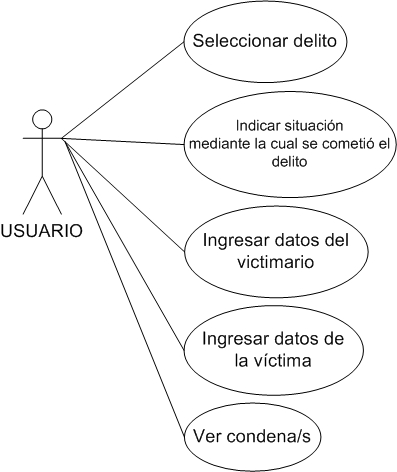 Seleccionar delito
Indicar situación
mediante la cual se cometió el
delito
USUARIO
Ingresar datos del
victimario
Ingresar datos de
la víctima
Ver condena/s